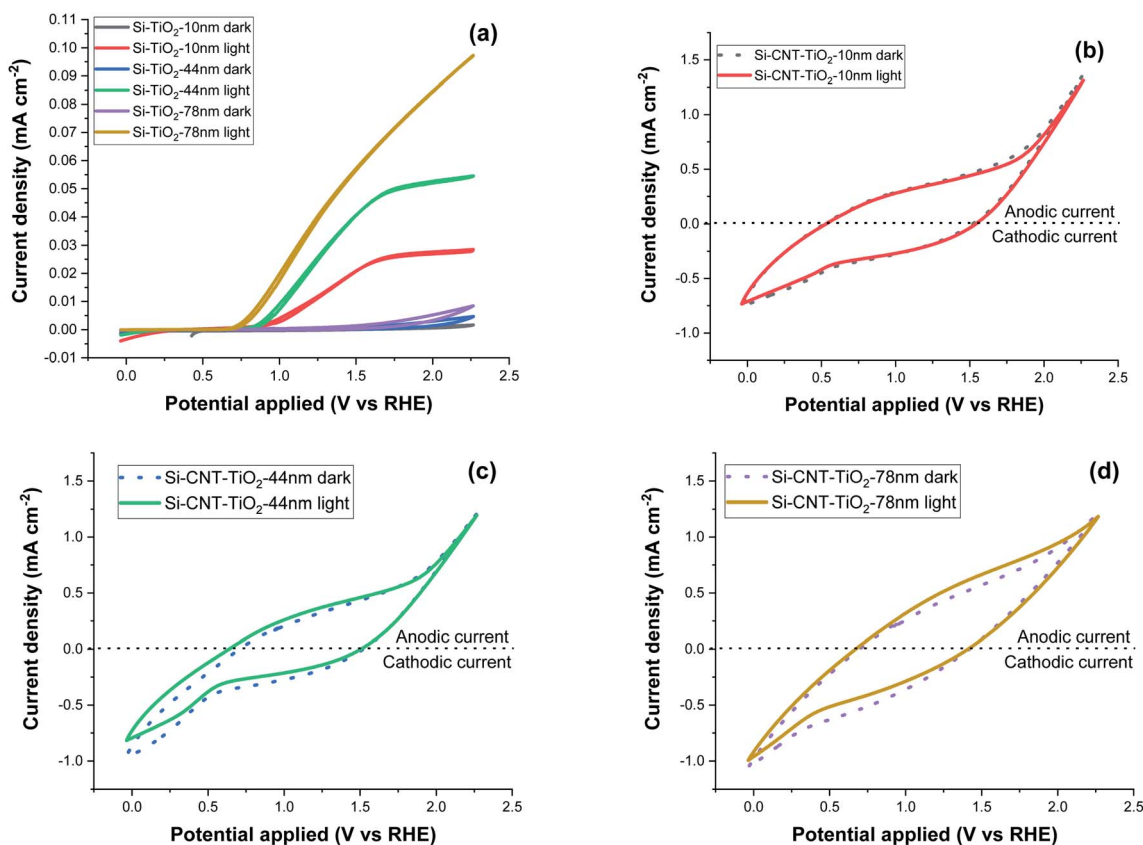 (a)
Si-TiO2-10nm dark
Si-TiO2-10nm light
Si-TiO2-44nm dark
Si-TiO2-44nm light
Si-TiO2-78nm dark
Si-TiO2-78nm light
0.11
0.10
0.09
0.08
0.07
0.06
0.05
0.04
0.03
0.02
0.01
0.00
-0.01
Current density (mA cm-2)
0.0 0.5 1.0 1.5 2.0 2.5
Potential applied (V vs RHE)
(b)
Si-CNT-TiO2-10nm dark
Si-CNT-TiO2-10nm light
1.5
1.0
0.5
0.0
-0.5
-1.0
Current density (mA cm-2)
Anodic current
Cathodic current
0.0 0.5 1.0 1.5 2.0 2.5
Potential applied (V vs RHE)
(c)
Si-CNT-TiO2-44nm dark
Si-CNT-TiO2-44nm light
1.5
1.0
0.5
0.0
-0.5
-1.0
Current density (mA cm-2)
Anodic current
Cathodic current
0.0 0.5 1.0 1.5 2.0 2.5
Potential applied (V vs RHE)
(d)
Si-CNT-TiO2-78nm dark
Si-CNT-TiO2-78nm light
1.5
1.0
0.5
0.0
-0.5
-1.0
Current density (mA cm-2)
Anodic current
Cathodic current
0.0 0.5 1.0 1.5 2.0 2.5
Potential applied (V vs RHE)